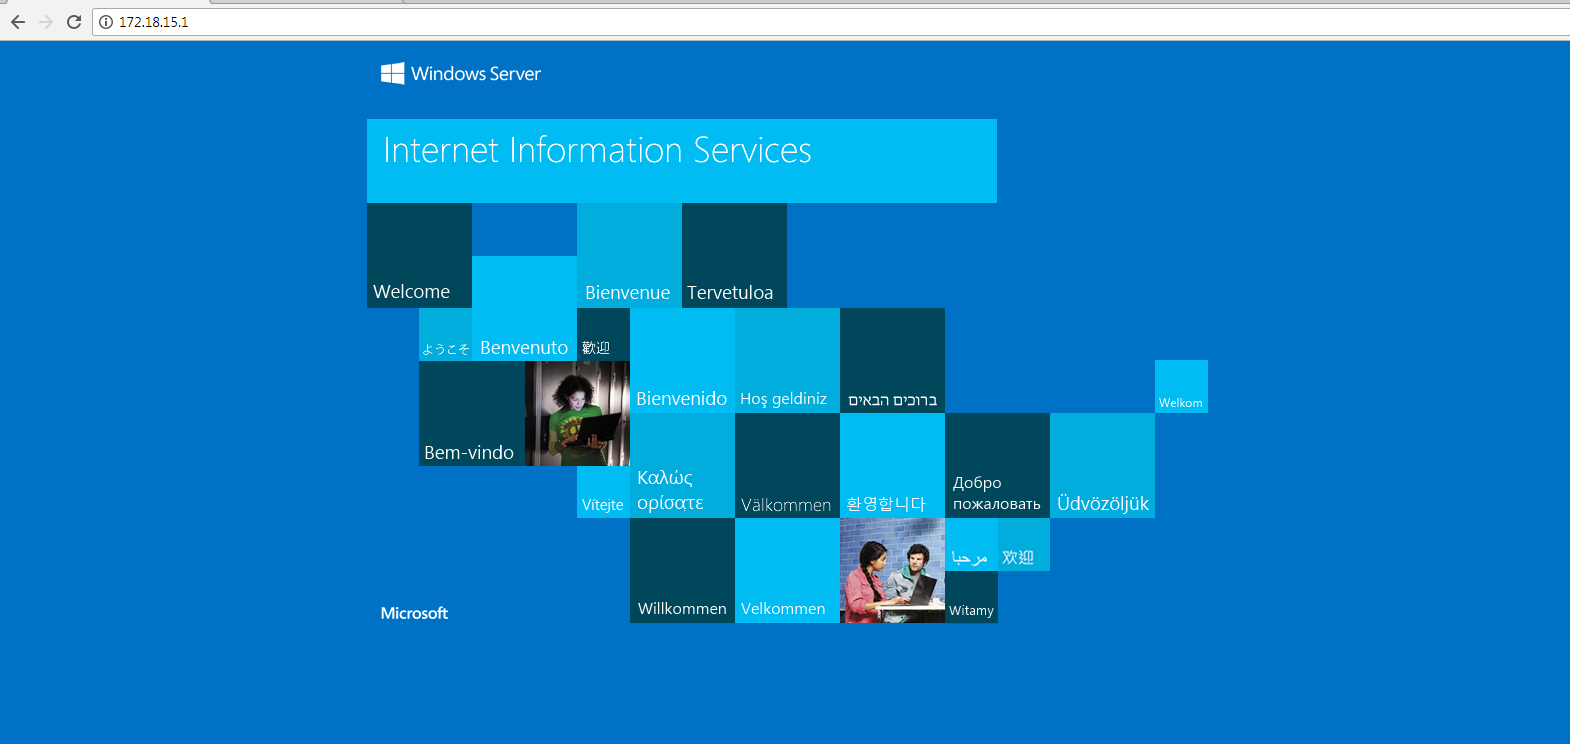 172.18.15.1
Windows Server
Internet Information Services
Welcome
Bienvenue
Tervetuloa
ようこそ
Benvenuto
歡迎
Bienvenido
Hoş geldiniz
ברוכים הבאים
Welkom
Bem-vindo
Vítejte
Καλώς
ορίσατε
Välkommen
환영합니다
Добро
пожаловать
Üdvözöljük
مرحبا
欢迎
Willkommen
Velkommen
Witamy
Microsoft